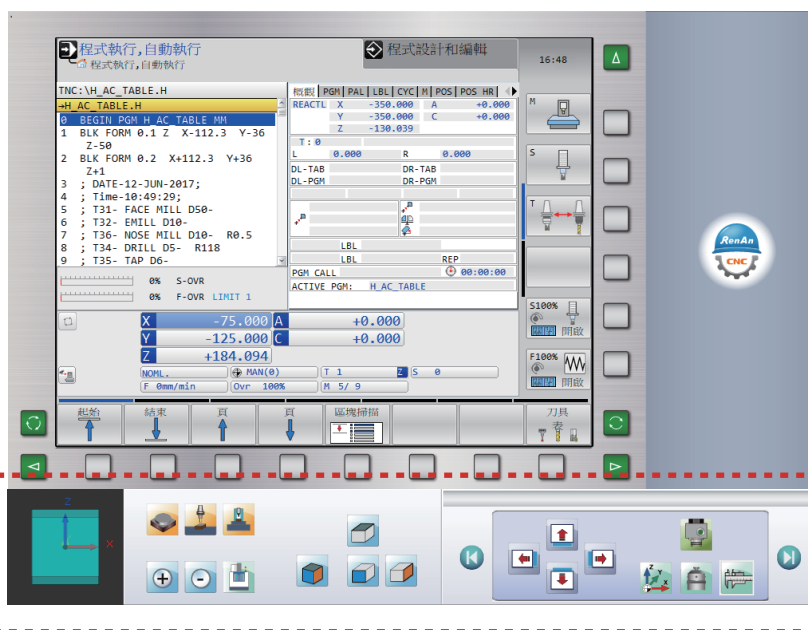 程式執行,自動執行
程式執行,自動執行
程式設計和編輯
16:48
TNC:\H_AC_TABLE.H
→H_AC_TABLE.H
0 BEGIN PGM H_AC_TABLE MM
1 BLK FORM 0.1 Z X-112.3 Y-36
Z-50
2 BLK FORM 0.2 X+112.3 Y+36
Z+1
3 ; DATE-12-JUN-2017;
4 ; Time-10:49:29;
5 ; T31- FACE MILL D50-
6 ; T32- EMILL D10-
7 ; T36- NOSE MILL D10- R0.5
8 ; T34- DRILL D5- R118
9 ; T35- TAP D6-
0% S-OVR
0% F-OVR LIMIT 1
概觀 PGM PAL LBL CYC M POS POS HR
REACTL X -350.000 A +0.000
Y -350.000 C +0.000
Z -130.039
T:0
L 0.000 R 0.000
DL-TAB DR-TAB
DL-PGM DR-PGM
LBL
LBL REP
PGM CALL 00:00:00
ACTIVE PGM: H_AC_TABLE
M
S
T
S100%
開啟
F100%
開啟
X -75.000 A +0.000
Y -125.000 C +0.000
Z +184.094
NOML. MAN(0) T 1 Z S 0
F 0mm/min Ovr 100% M 5/ 9
起始 結束 頁 頁 區塊掃描 刀具
表
RenAn
CNC
Z
X
Z Y
X